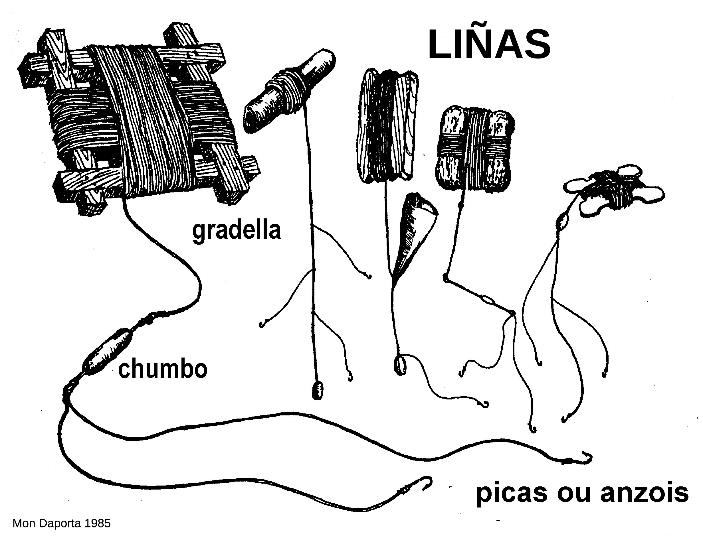 LIÑAS
gradella
chumbo
picas ou anzois
Mon Daporta 1985